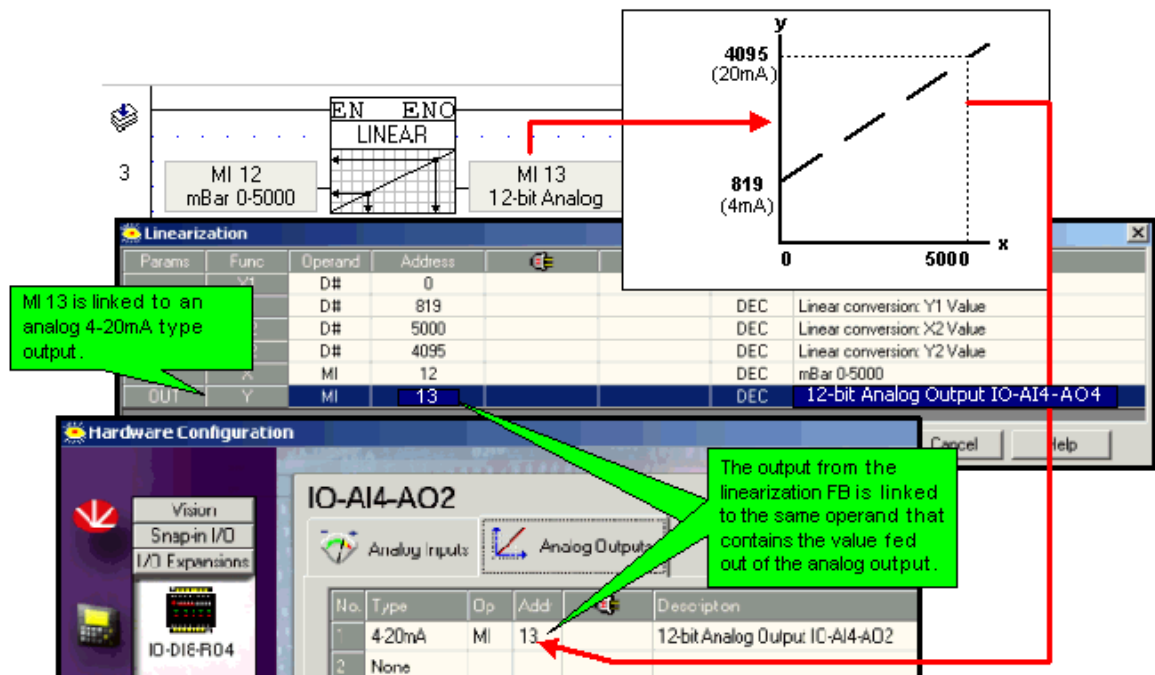 y
4095
(20mA)
819
(4mA)
0
5000
x
EN ENO
LINEAR
3
MI 12
mBar 0-5000
MI 13
12-bit Analog
Linearization
Params Func Operand Address
D# 0
D# 819 DEC Linear conversion: Y1 Value
D# 5000 DEC Linear conversion: X2 Value
D# 4095 DEC Linear conversion: Y2 Value
X MI 12 DEC mBar 0-5000
OUT Y MI 13 DEC 12-bit Analog Output IO-AI4-AO4
Cancel Help
MI 13 is linked to an
analog 4-20mA type
output.
Hardware Configuration
Vision
Snap-in I/O
I/O Expansions
IO-DI8-RO4
IO-AI4-AO2
Analog Inputs
Analog Outputs
No. Type Op Addr Description
1 4-20mA MI 13 12-bit Analog Output IO-AI4-AO2
2 None
The output from the
linearization FB is linked
to the same operand that
contains the value fed
out of the analog output.